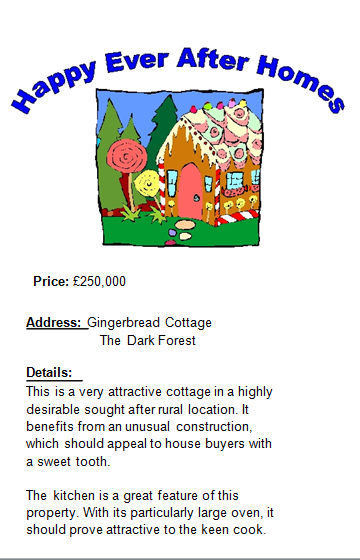 Happy Ever After Homes
Price: £250,000
Address: Gingerbread Cottage
The Dark Forest
Details:
This is a very attractive cottage in a highly
desirable sought after rural location. It
benefits from an unusual construction,
which should appeal to house buyers with
a sweet tooth.
The kitchen is a great feature of this
property. With its particularly large oven, it
should prove attractive to the keen cook.